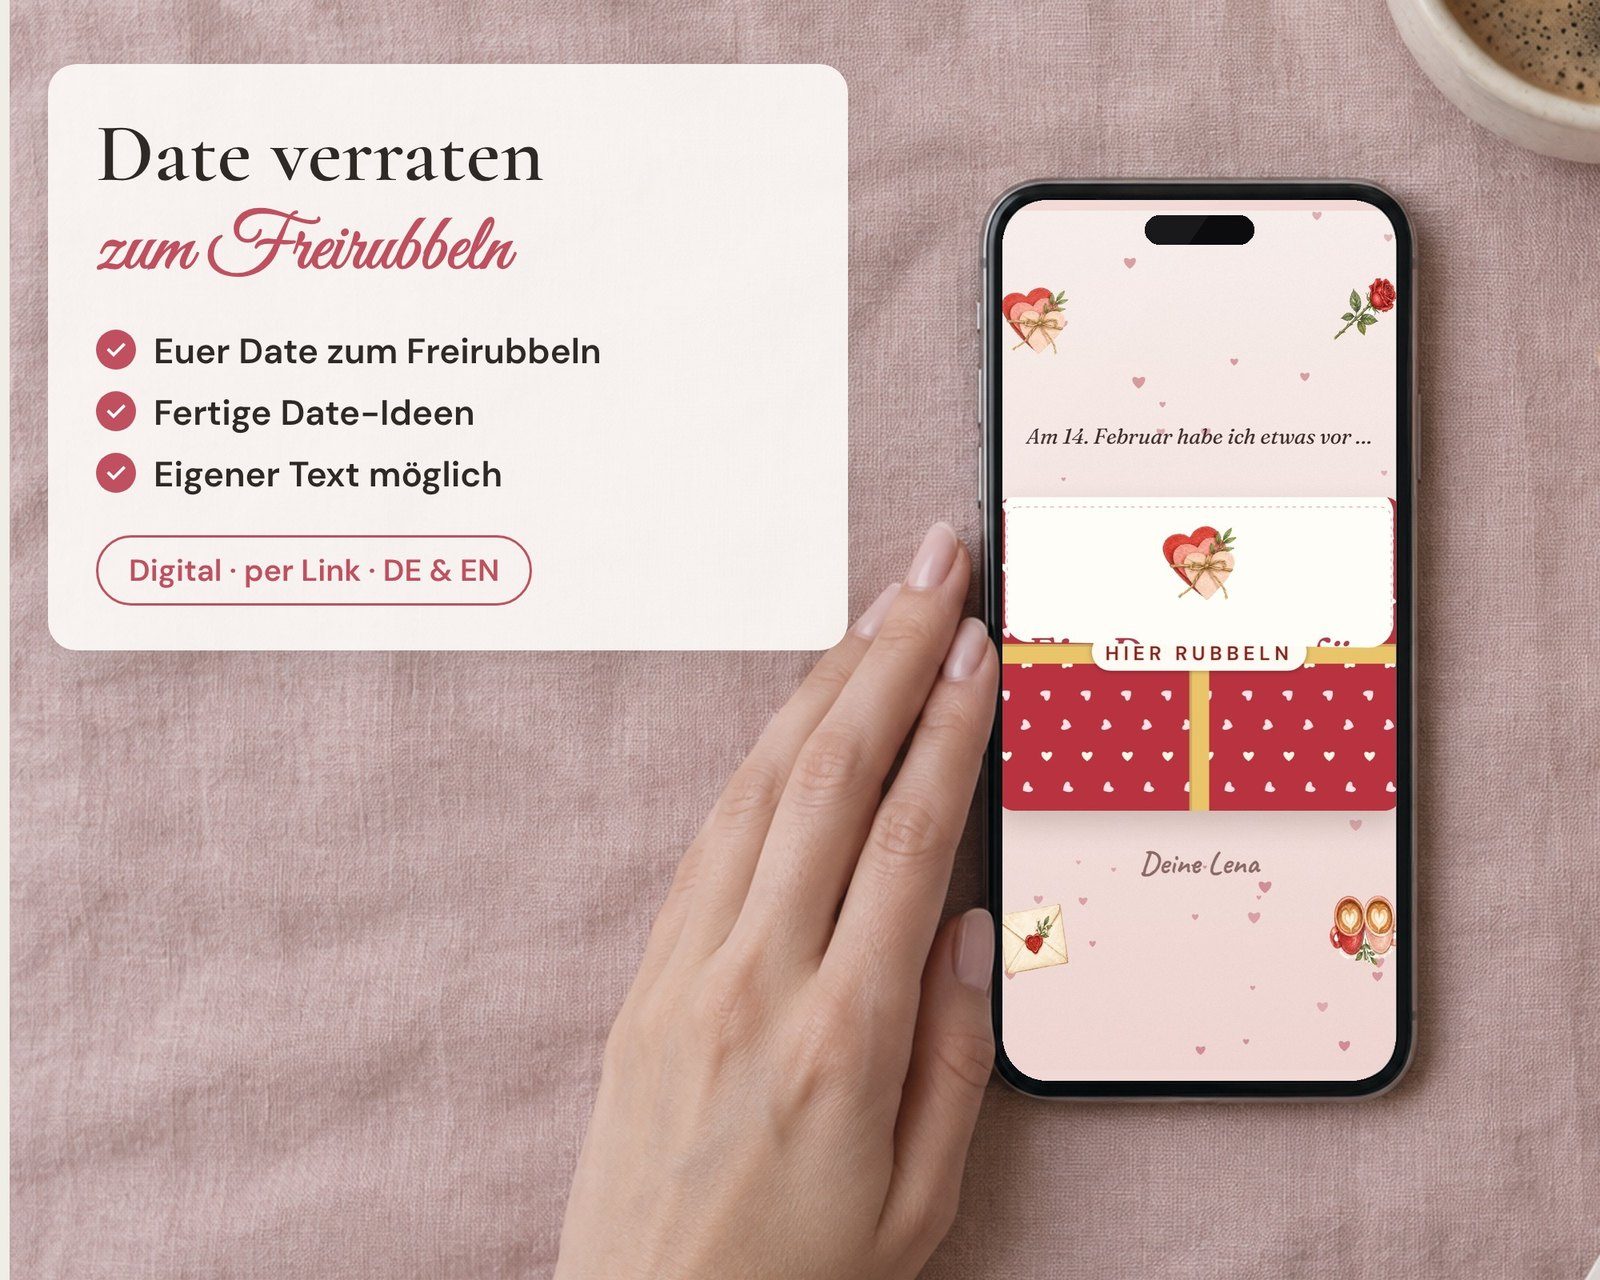 Date verraten
zum Freirubbeln
Euer Date zum Freirubbeln
Fertige Date-Ideen
Eigener Text möglich
Digital · per Link · DE & EN
Am 14. Februar habe ich etwas vor ...
HIER RUBBELN
Deine Lena